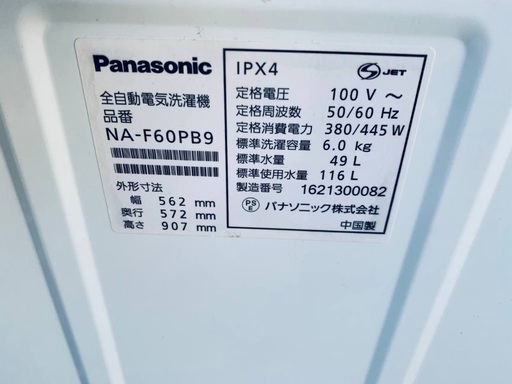 Panasonic
全自動電気洗濯機
品番
NA-F60PB9
外形寸法
幅 562 mm
奥行 572 mm
高さ 907 mm
IPX4
S JET
定格電圧 100 V ～
定格周波数 50/60 Hz
定格消費電力 380/445 W
標準洗濯容量 6.0 kg
標準水量 49 L
標準使用水量 116 L
製造番号 1621300082
PS E パナソニック株式会社
中国製